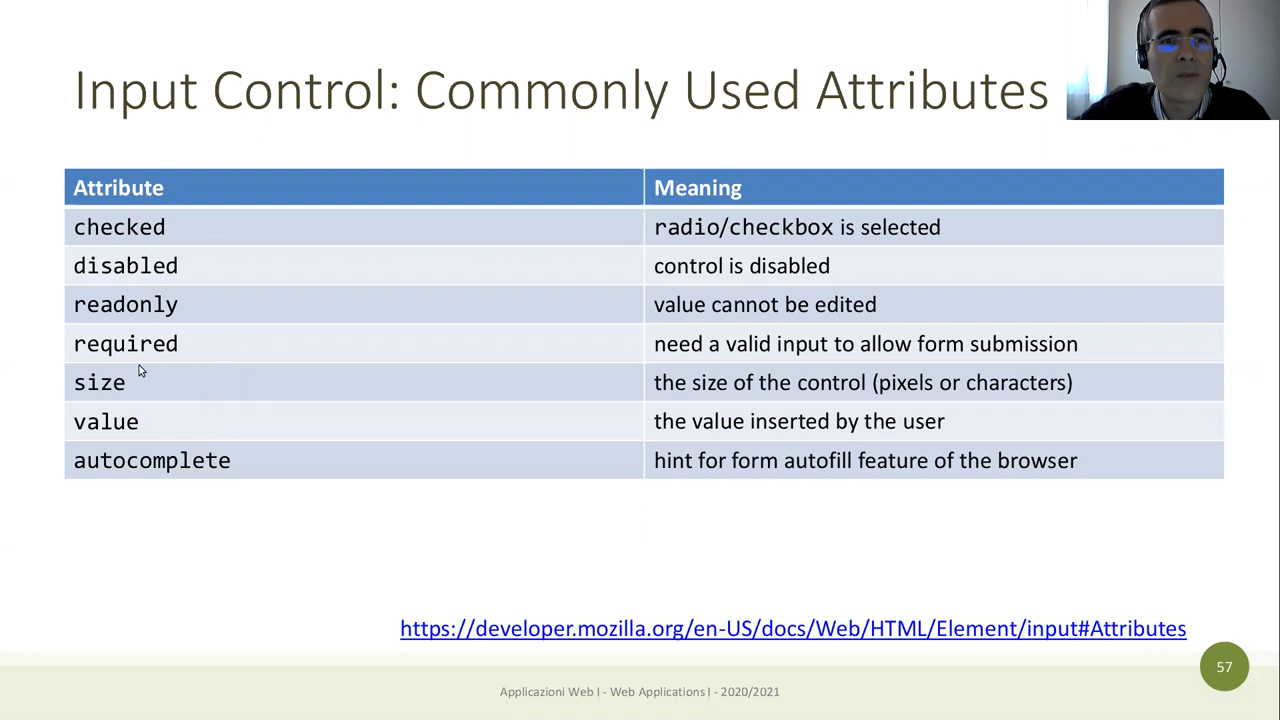 Input Control: Commonly Used Attributes
Attribute Meaning
checked radio/checkbox is selected
disabled control is disabled
readonly value cannot be edited
required need a valid input to allow form submission
size the size of the control (pixels or characters)
value the value inserted by the user
autocomplete hint for form autofill feature of the browser
https://developer.mozilla.org/en-US/docs/Web/HTML/Element/input#Attributes
57
Applicazioni Web I - Web Applications I - 2020/2021